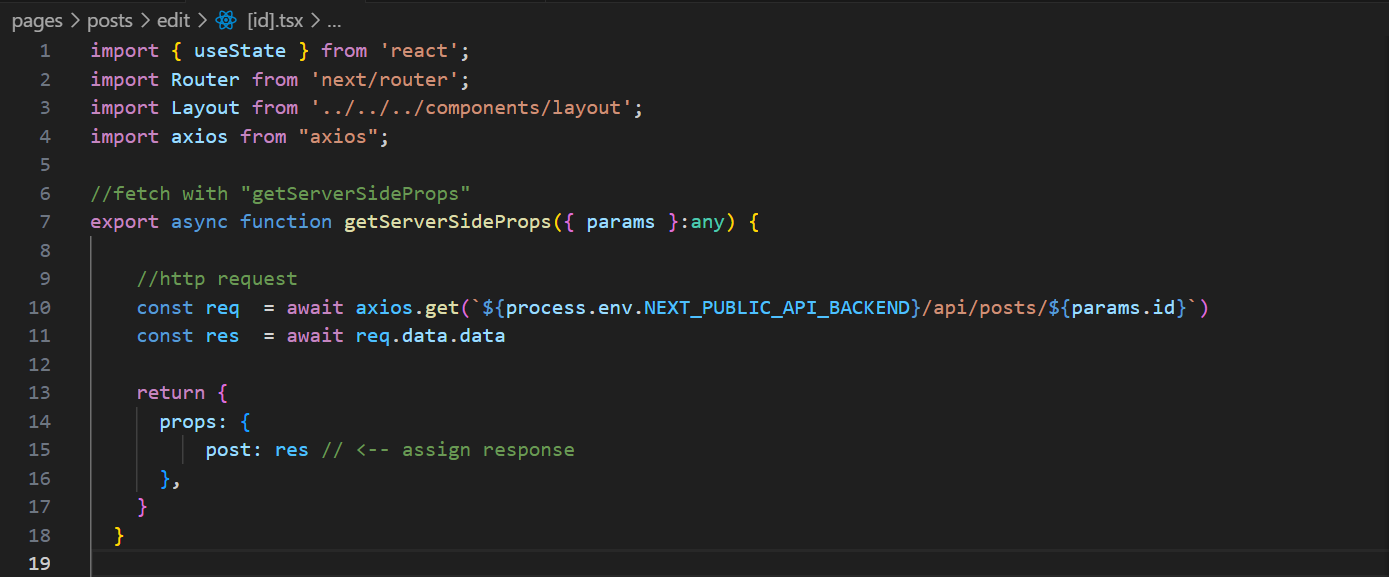 pages > posts > edit > [id].tsx > ...
1 import { useState } from 'react';
2 import Router from 'next/router';
3 import Layout from '../../../components/layout';
4 import axios from "axios";
5
6 //fetch with "getServerSideProps"
7 export async function getServerSideProps({ params }:any) {
8
9     //http request
10     const req  = await axios.get(`${process.env.NEXT_PUBLIC_API_BACKEND}/api/posts/${params.id}`)
11     const res  = await req.data.data
12
13     return {
14       props: {
15           post: res // <-- assign response
16       },
17     }
18   }
19